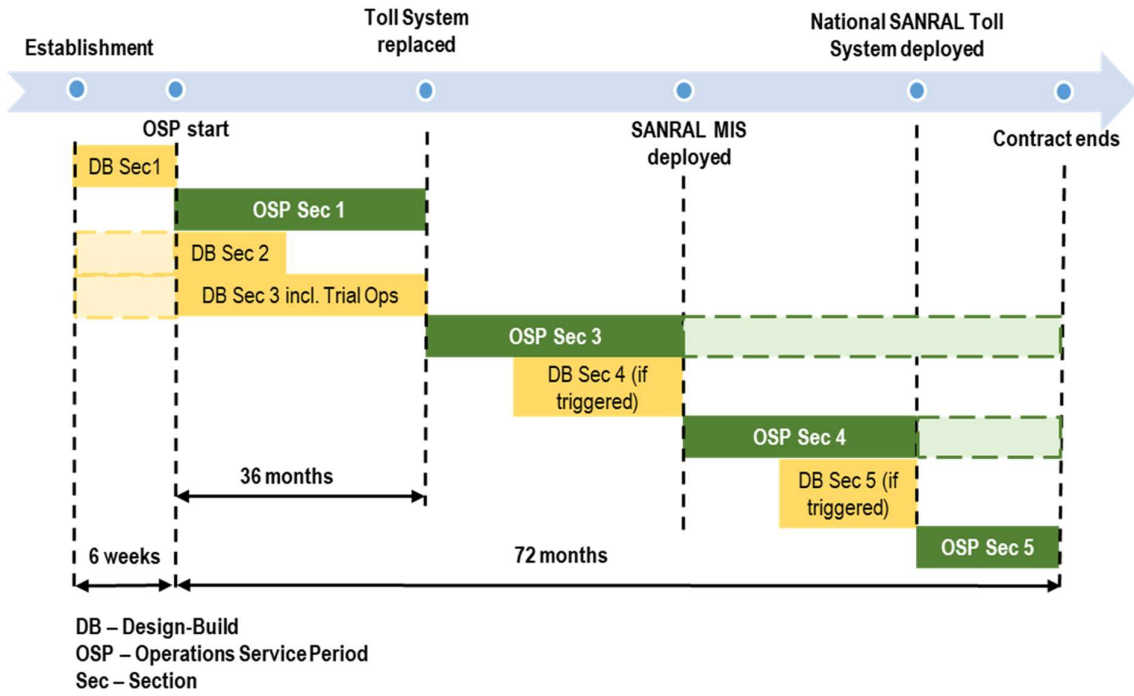 Establishment
Toll System
replaced
National SANRAL Toll
System deployed
OSP start
SANRAL MIS
deployed
Contract ends
DB Sec1
OSP Sec 1
DB Sec 2
DB Sec 3 incl. Trial Ops
OSP Sec 3
DB Sec 4 (if
triggered)
OSP Sec 4
36 months
DB Sec 5 (if
triggered)
OSP Sec 5
6 weeks
72 months
DB – Design-Build
OSP – Operations Service Period
Sec – Section